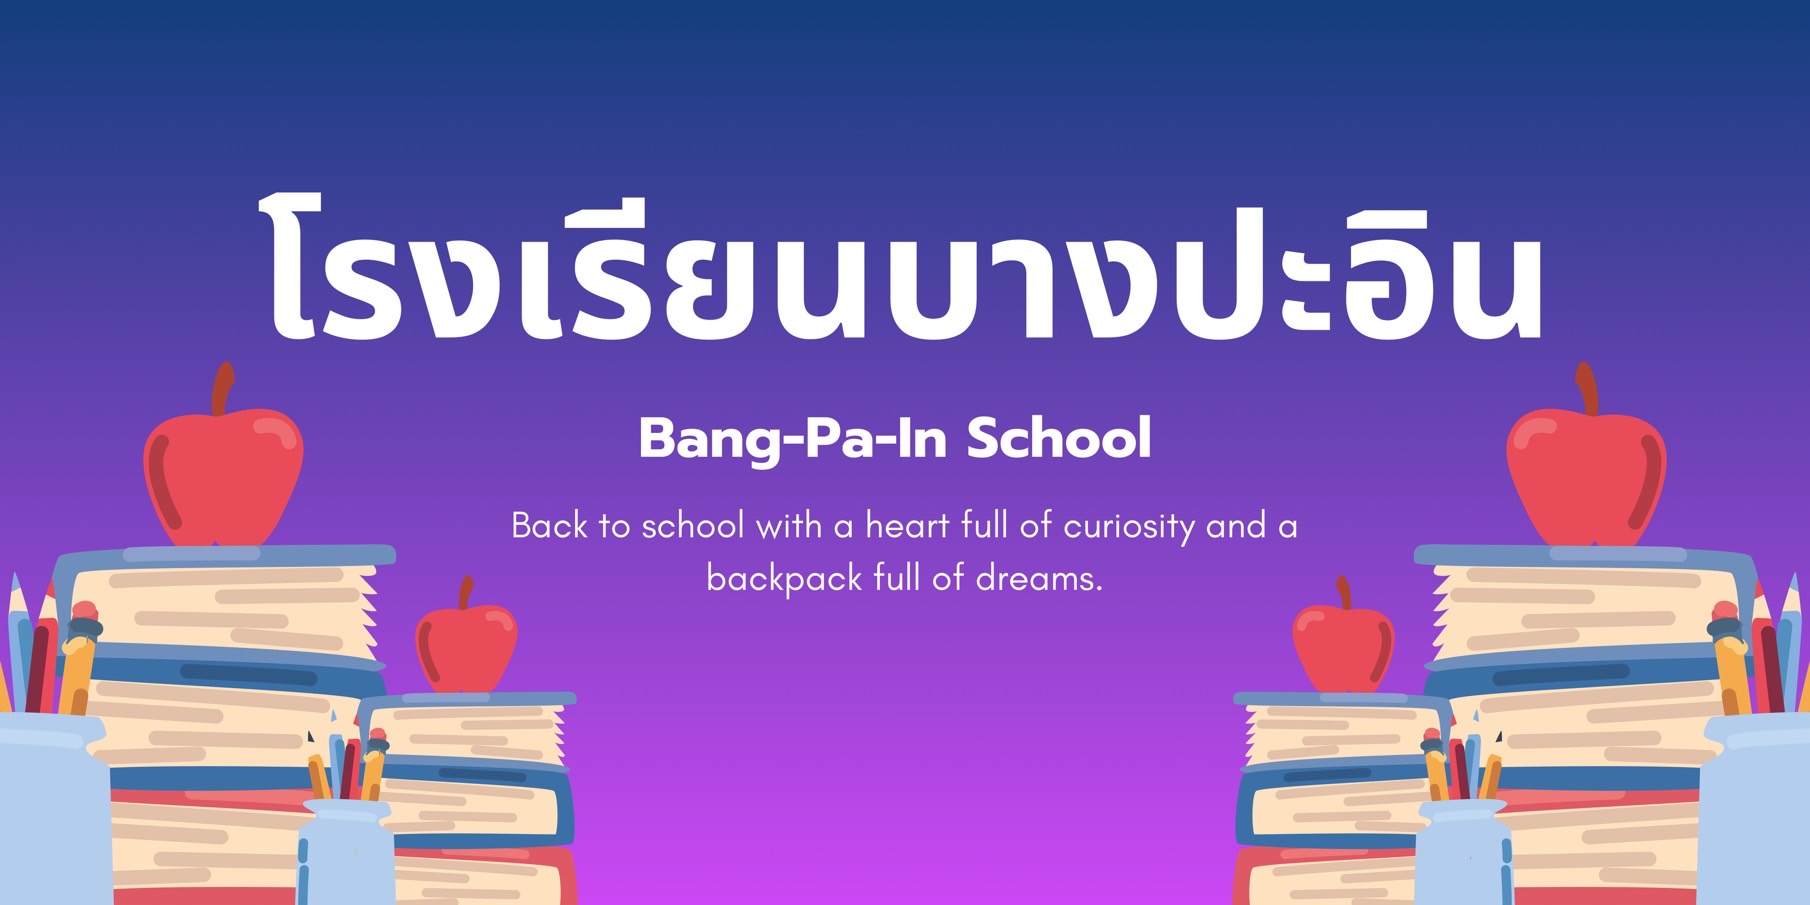 โรงเรียนบางปะอิน
Bang-Pa-In School
Back to school with a heart full of curiosity and a
backpack full of dreams.